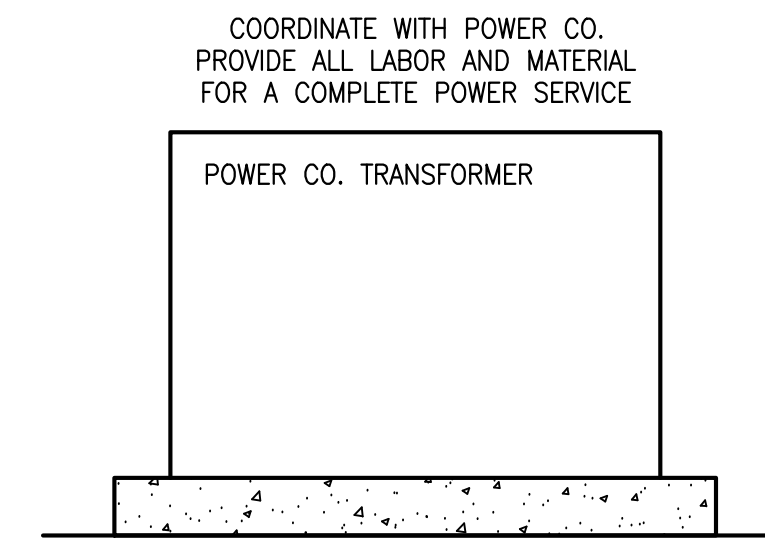 COORDINATE WITH POWER CO.
PROVIDE ALL LABOR AND MATERIAL
FOR A COMPLETE POWER SERVICE
POWER CO. TRANSFORMER